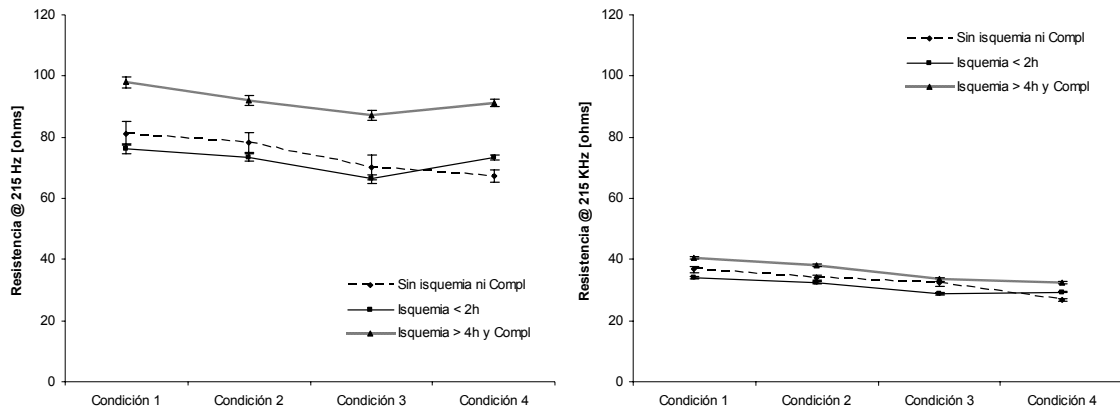 Resistencia @ 215 Hz [ohms]
120
100
80
60
40
20
0
Sin isquemia ni Compl
Isquemia < 2h
Isquemia > 4h y Compl
Condición 1
Condición 2
Condición 3
Condición 4
Resistencia @ 215 KHz [ohms]
120
100
80
60
40
20
0
Sin isquemia ni Compl
Isquemia < 2h
Isquemia > 4h y Compl
Condición 1
Condición 2
Condición 3
Condición 4